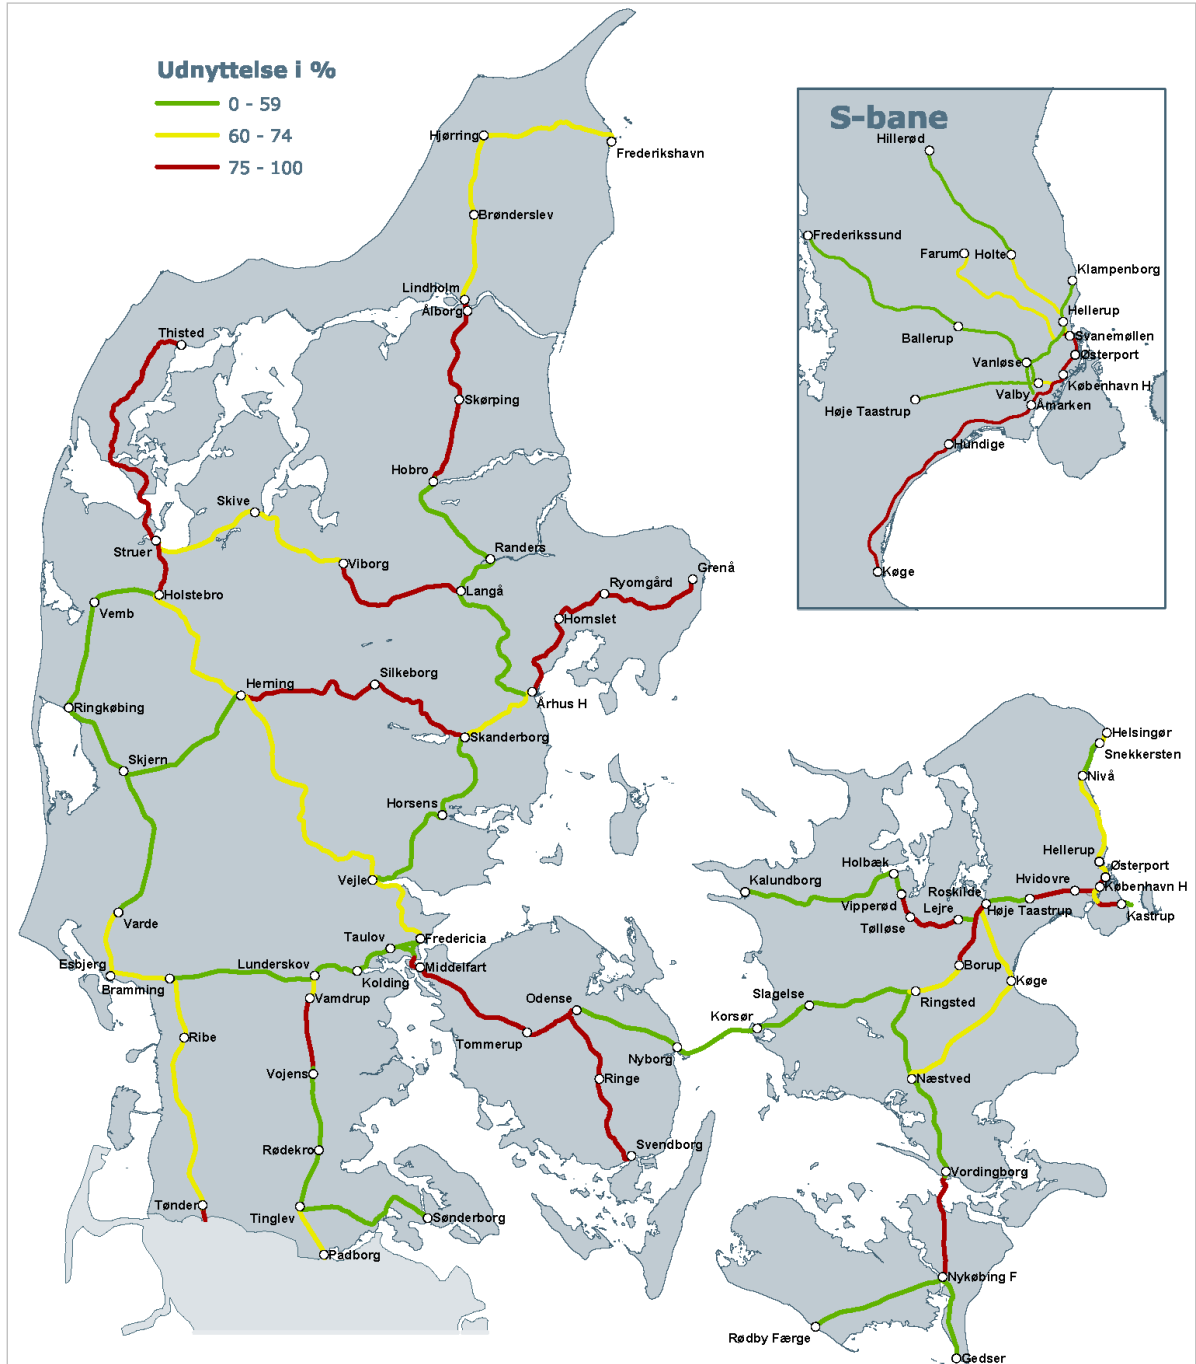 Udnyttelse i %
0 - 59
60 - 74
75 - 100
Hjørring
Frederikshavn
Brønderslev
Lindholm
Ålborg
Thisted
Skørping
Hobro
Skive
Struer
Viborg
Randers
Langå
Grenå
Ryomgård
Hornslet
Holstebro
Vemb
Herning
Silkeborg
Århus H
Ringkøbing
Skanderborg
Skjern
Horsens
Vejle
Varde
Taulov
Fredericia
Esbjerg
Bramming
Lunderskov
Kolding
Middelfart
Vamdrup
Odense
Tommerup
Nyborg
Ribe
Vojens
Ringe
Rødekro
Svendborg
Tønder
Tinglev
Sønderborg
Padborg
S-bane
Hillerød
Frederikssund
Farum
Holte
Klampenborg
Hellerup
Ballerup
Svanemøllen
Vanløse
Østerport
København H
Valby
Høje Taastrup
Åmarken
Hundige
Køge
Helsingør
Snekkersten
Nivå
Hellerup
Østerport
Holbæk
Kalundborg
Vipperød
Roskilde
Hvidovre
København H
Lejre
Høje Taastrup
Kastrup
Tølløse
Borup
Køge
Slagelse
Ringsted
Korsør
Næstved
Vordingborg
Nykøbing F
Rødby Færge
Gedser